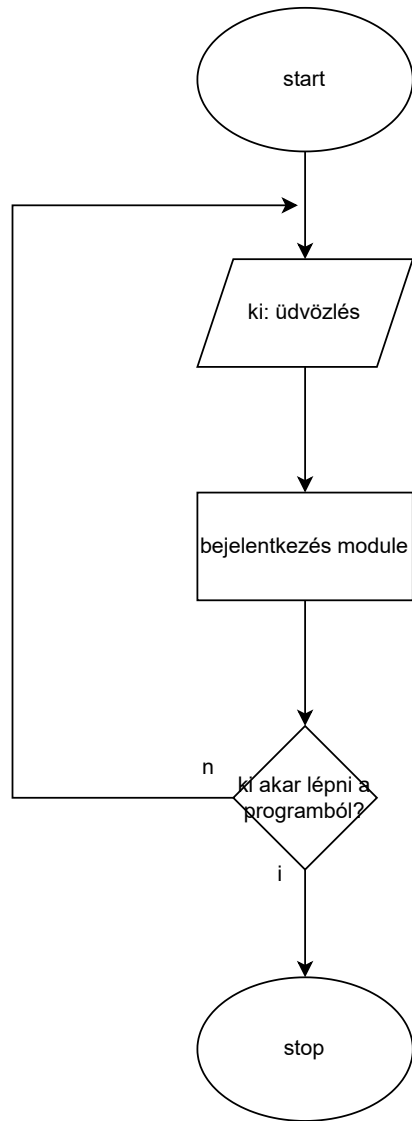 start
ki: üdvözlés
bejelentkezés module
n
ki akar lépni a
programból?
i
stop